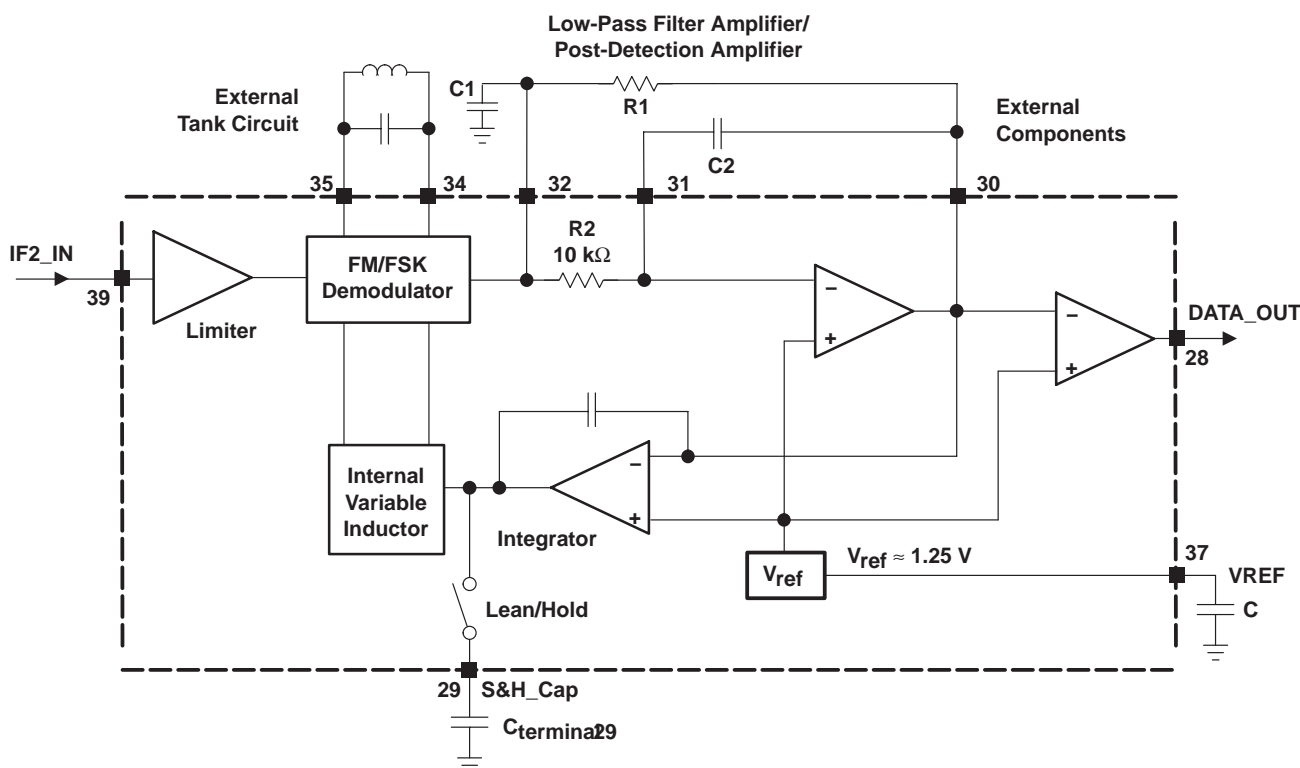 Low-Pass Filter Amplifier/
Post-Detection Amplifier
External
Tank Circuit
C1
R1
C2
External
Components
35
34
32
31
30
IF2_IN
39
Limiter
FM/FSK
Demodulator
R2
10 kΩ
−
+
−
+
DATA_OUT
28
Internal
Variable
Inductor
−
+
Integrator
Vref
Vref ≈ 1.25 V
37
VREF
C
Lean/Hold
29
S&H_Cap
Cterminal29